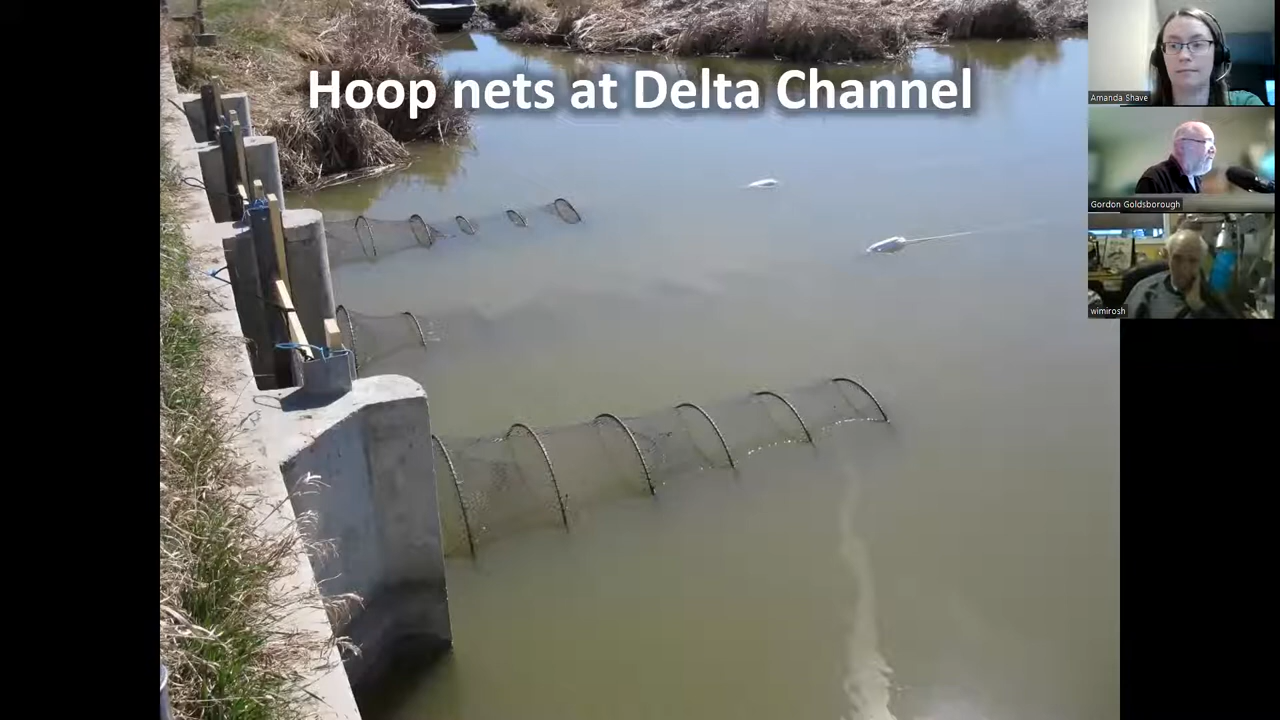 Hoop nets at Delta Channel
Amanda Shave
Gordon Goldsborough
wimirosh